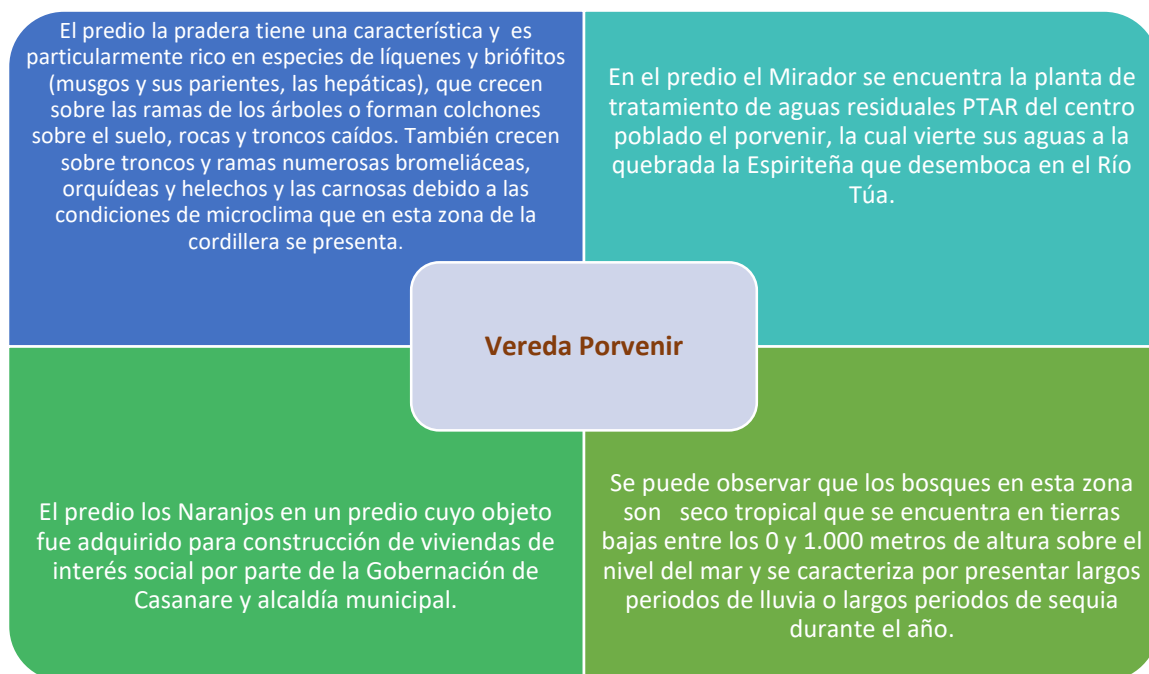 El predio la pradera tiene una característica y es
particularmente rico en especies de líquenes y briófitos
(musgos y sus parientes, las hepáticas), que crecen
sobre las ramas de los árboles o forman colchones
sobre el suelo, rocas y troncos caídos. También crecen
sobre troncos y ramas numerosas bromeliáceas,
orquídeas y helechos y las carnosas debido a las
condiciones de microclima que en esta zona de la
cordillera se presenta.
En el predio el Mirador se encuentra la planta de
tratamiento de aguas residuales PTAR del centro
poblado el porvenir, la cual vierte sus aguas a la
quebrada la Espiriteña que desemboca en el Río
Túa.
Vereda Porvenir
El predio los Naranjos en un predio cuyo objeto
fue adquirido para construcción de viviendas de
interés social por parte de la Gobernación de
Casanare y alcaldía municipal.
Se puede observar que los bosques en esta zona
son seco tropical que se encuentra en tierras
bajas entre los 0 y 1.000 metros de altura sobre el
nivel del mar y se caracteriza por presentar largos
periodos de lluvia o largos periodos de sequia
durante el año.